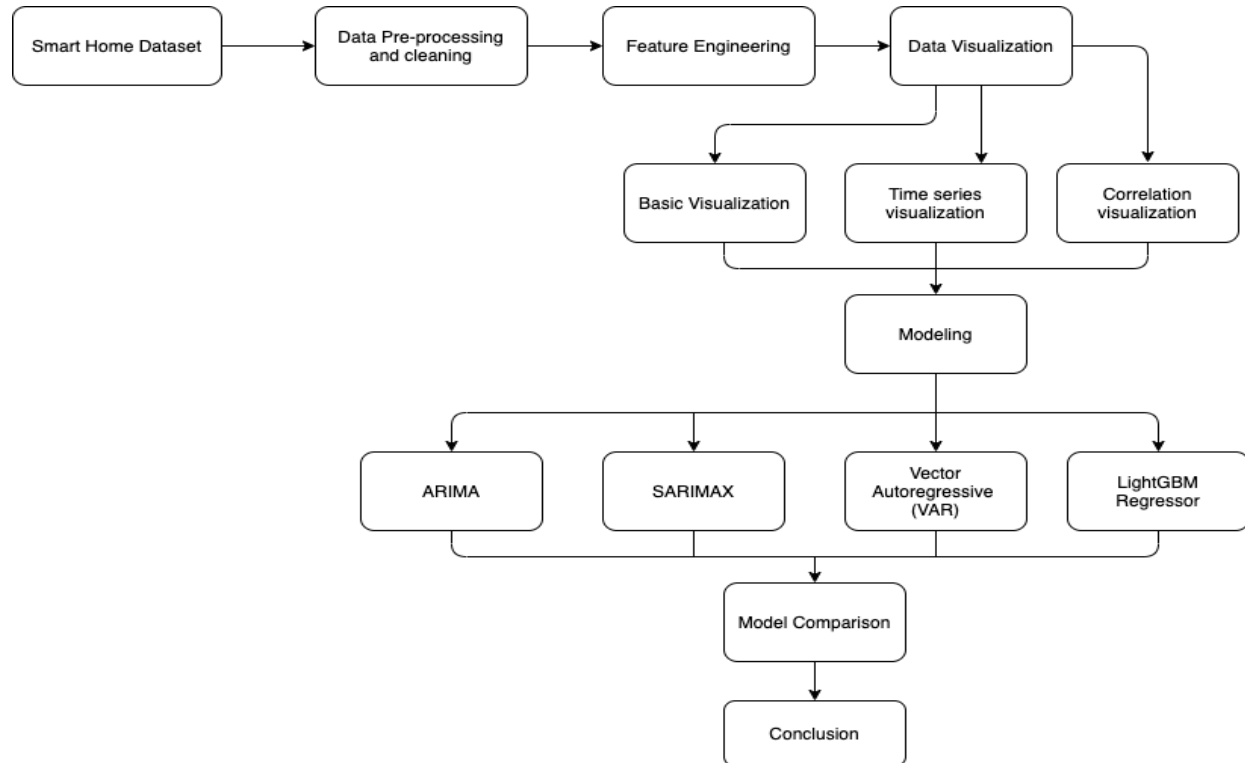 Smart Home Dataset
Data Pre-processing
and cleaning
Feature Engineering
Data Visualization
Basic Visualization
Time series
visualization
Correlation
visualization
Modeling
ARIMA
SARIMAX
Vector
Autoregressive
(VAR)
LightGBM
Regressor
Model Comparison
Conclusion